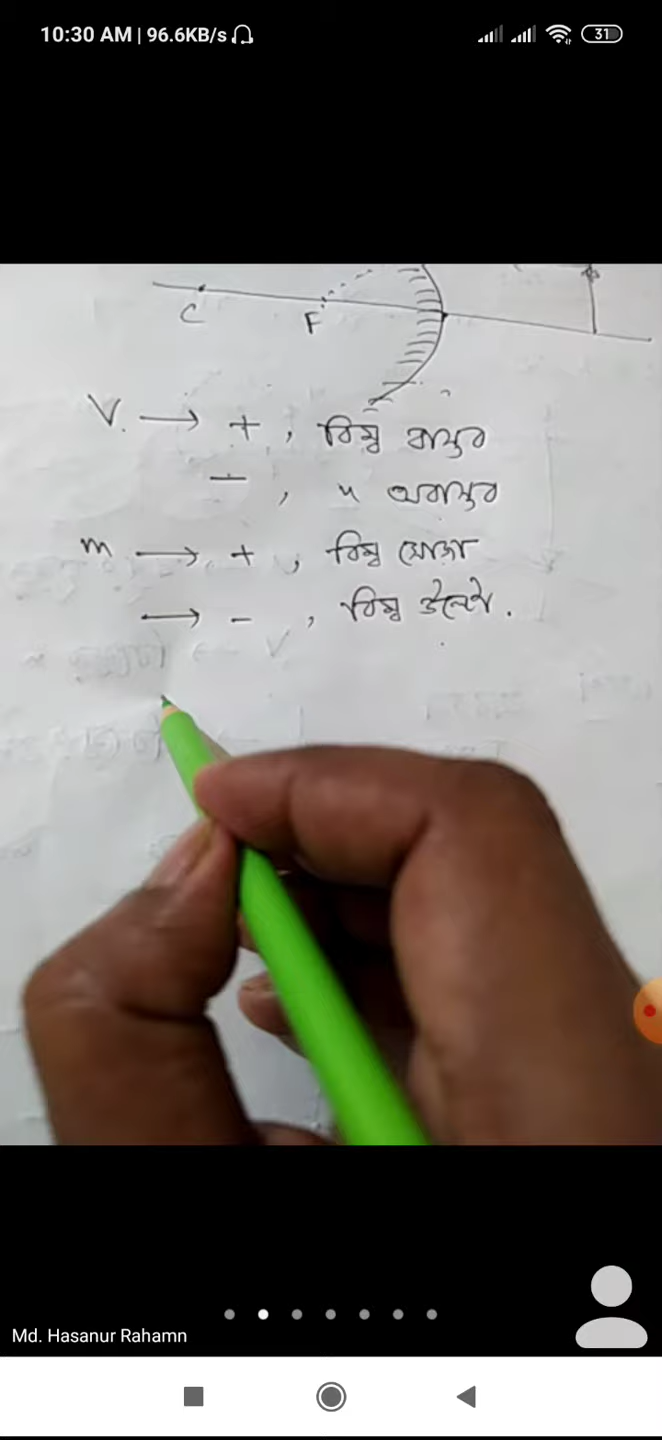 10:30 AM | 96.6KB/s
31
C
F
V. → + , বিম্ব বাস্তব
— , 〃 অবাস্তব
m → + , বিম্ব সোজা
→ - , বিম্ব উল্টো.
Md. Hasanur Rahamn